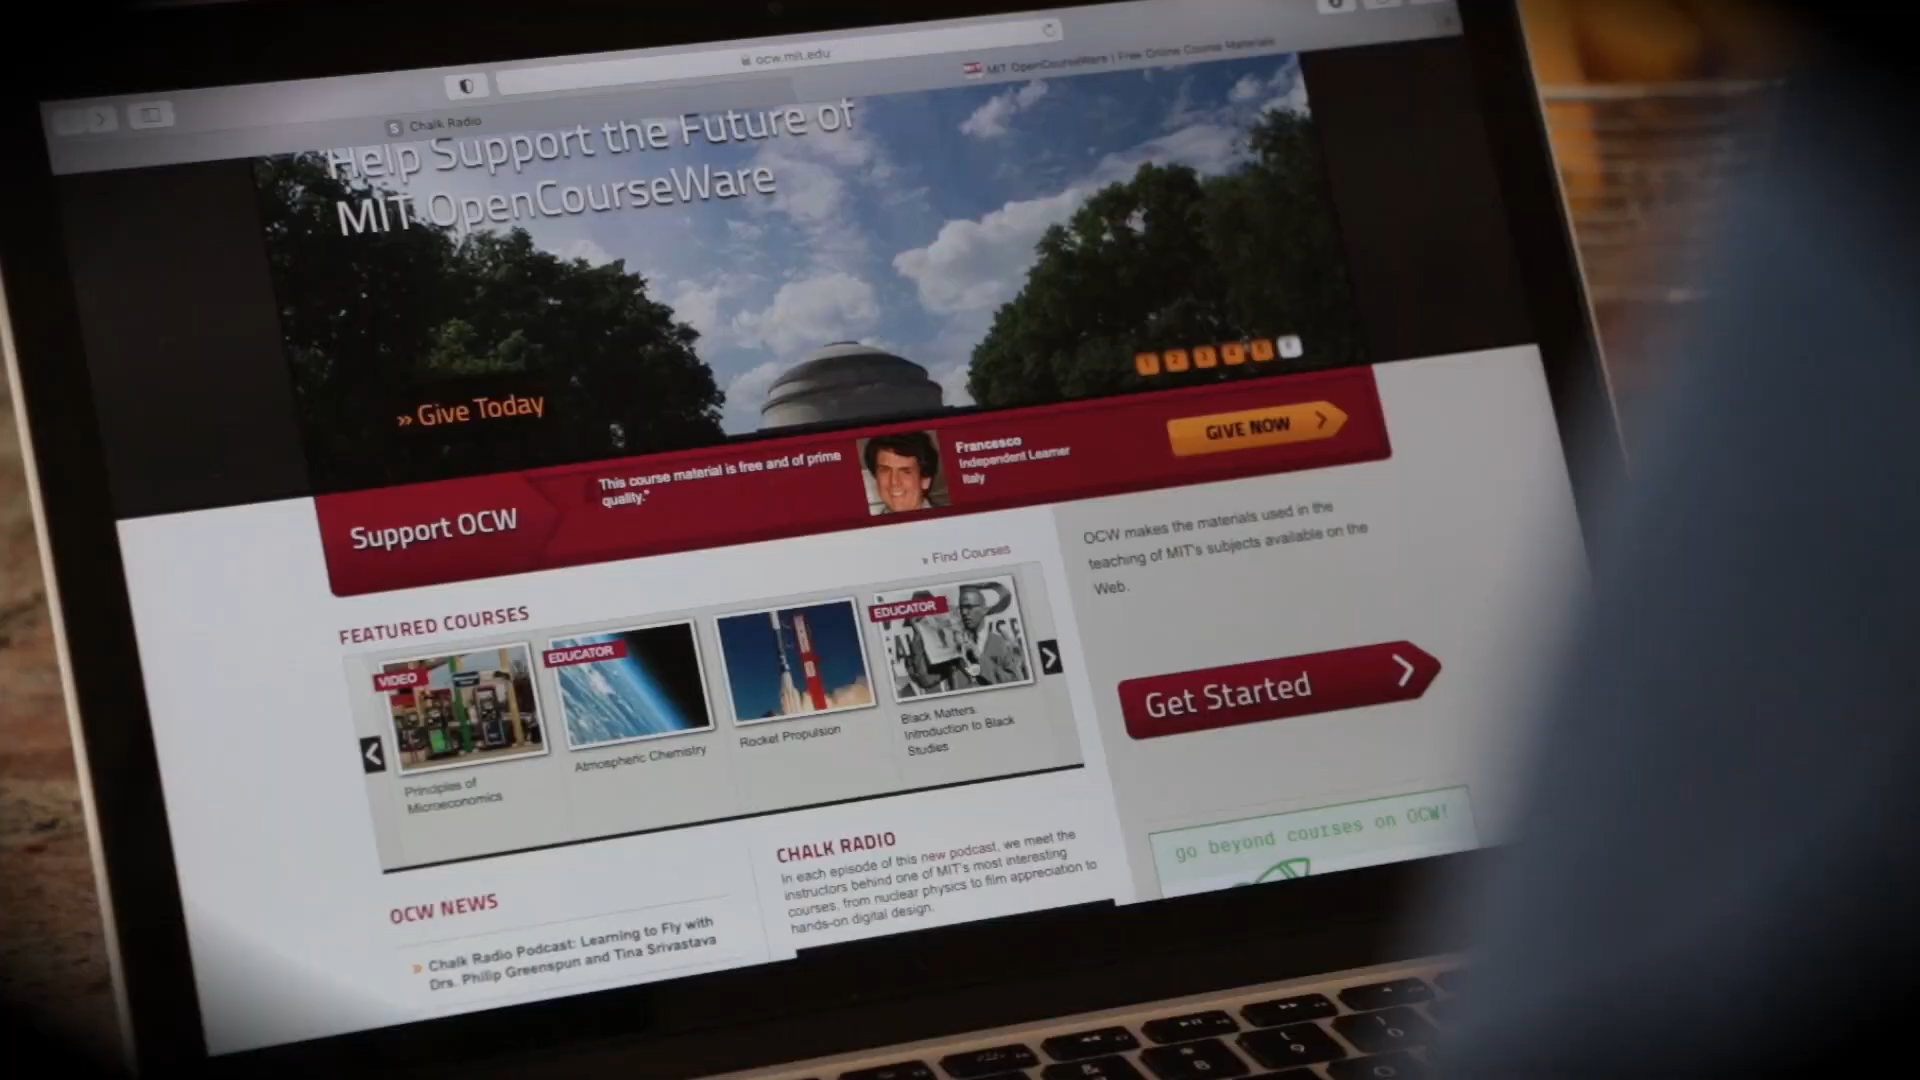 ocw.mit.edu
Chalk Radio
MIT OpenCourseWare | Free Online Course Materials
Help Support the Future of
MIT OpenCourseWare
» Give Today
1 2 3 4 5 6
Support OCW
This course material is free and of prime
quality."
Francesco
Independent Learner
Italy
GIVE NOW
» Find Courses
FEATURED COURSES
VIDEO
EDUCATOR
EDUCATOR
Principles of
Microeconomics
Atmospheric Chemistry
Rocket Propulsion
Black Matters:
Introduction to Black
Studies
OCW makes the materials used in the
teaching of MIT's subjects available on the
Web.
Get Started
go beyond courses on OCW!
OCW NEWS
» Chalk Radio Podcast: Learning to Fly with
Drs. Philip Greenspun and Tina Srivastava
CHALK RADIO
In each episode of this new podcast, we meet the
instructors behind one of MIT's most interesting
courses, from nuclear physics to film appreciation to
hands-on digital design.